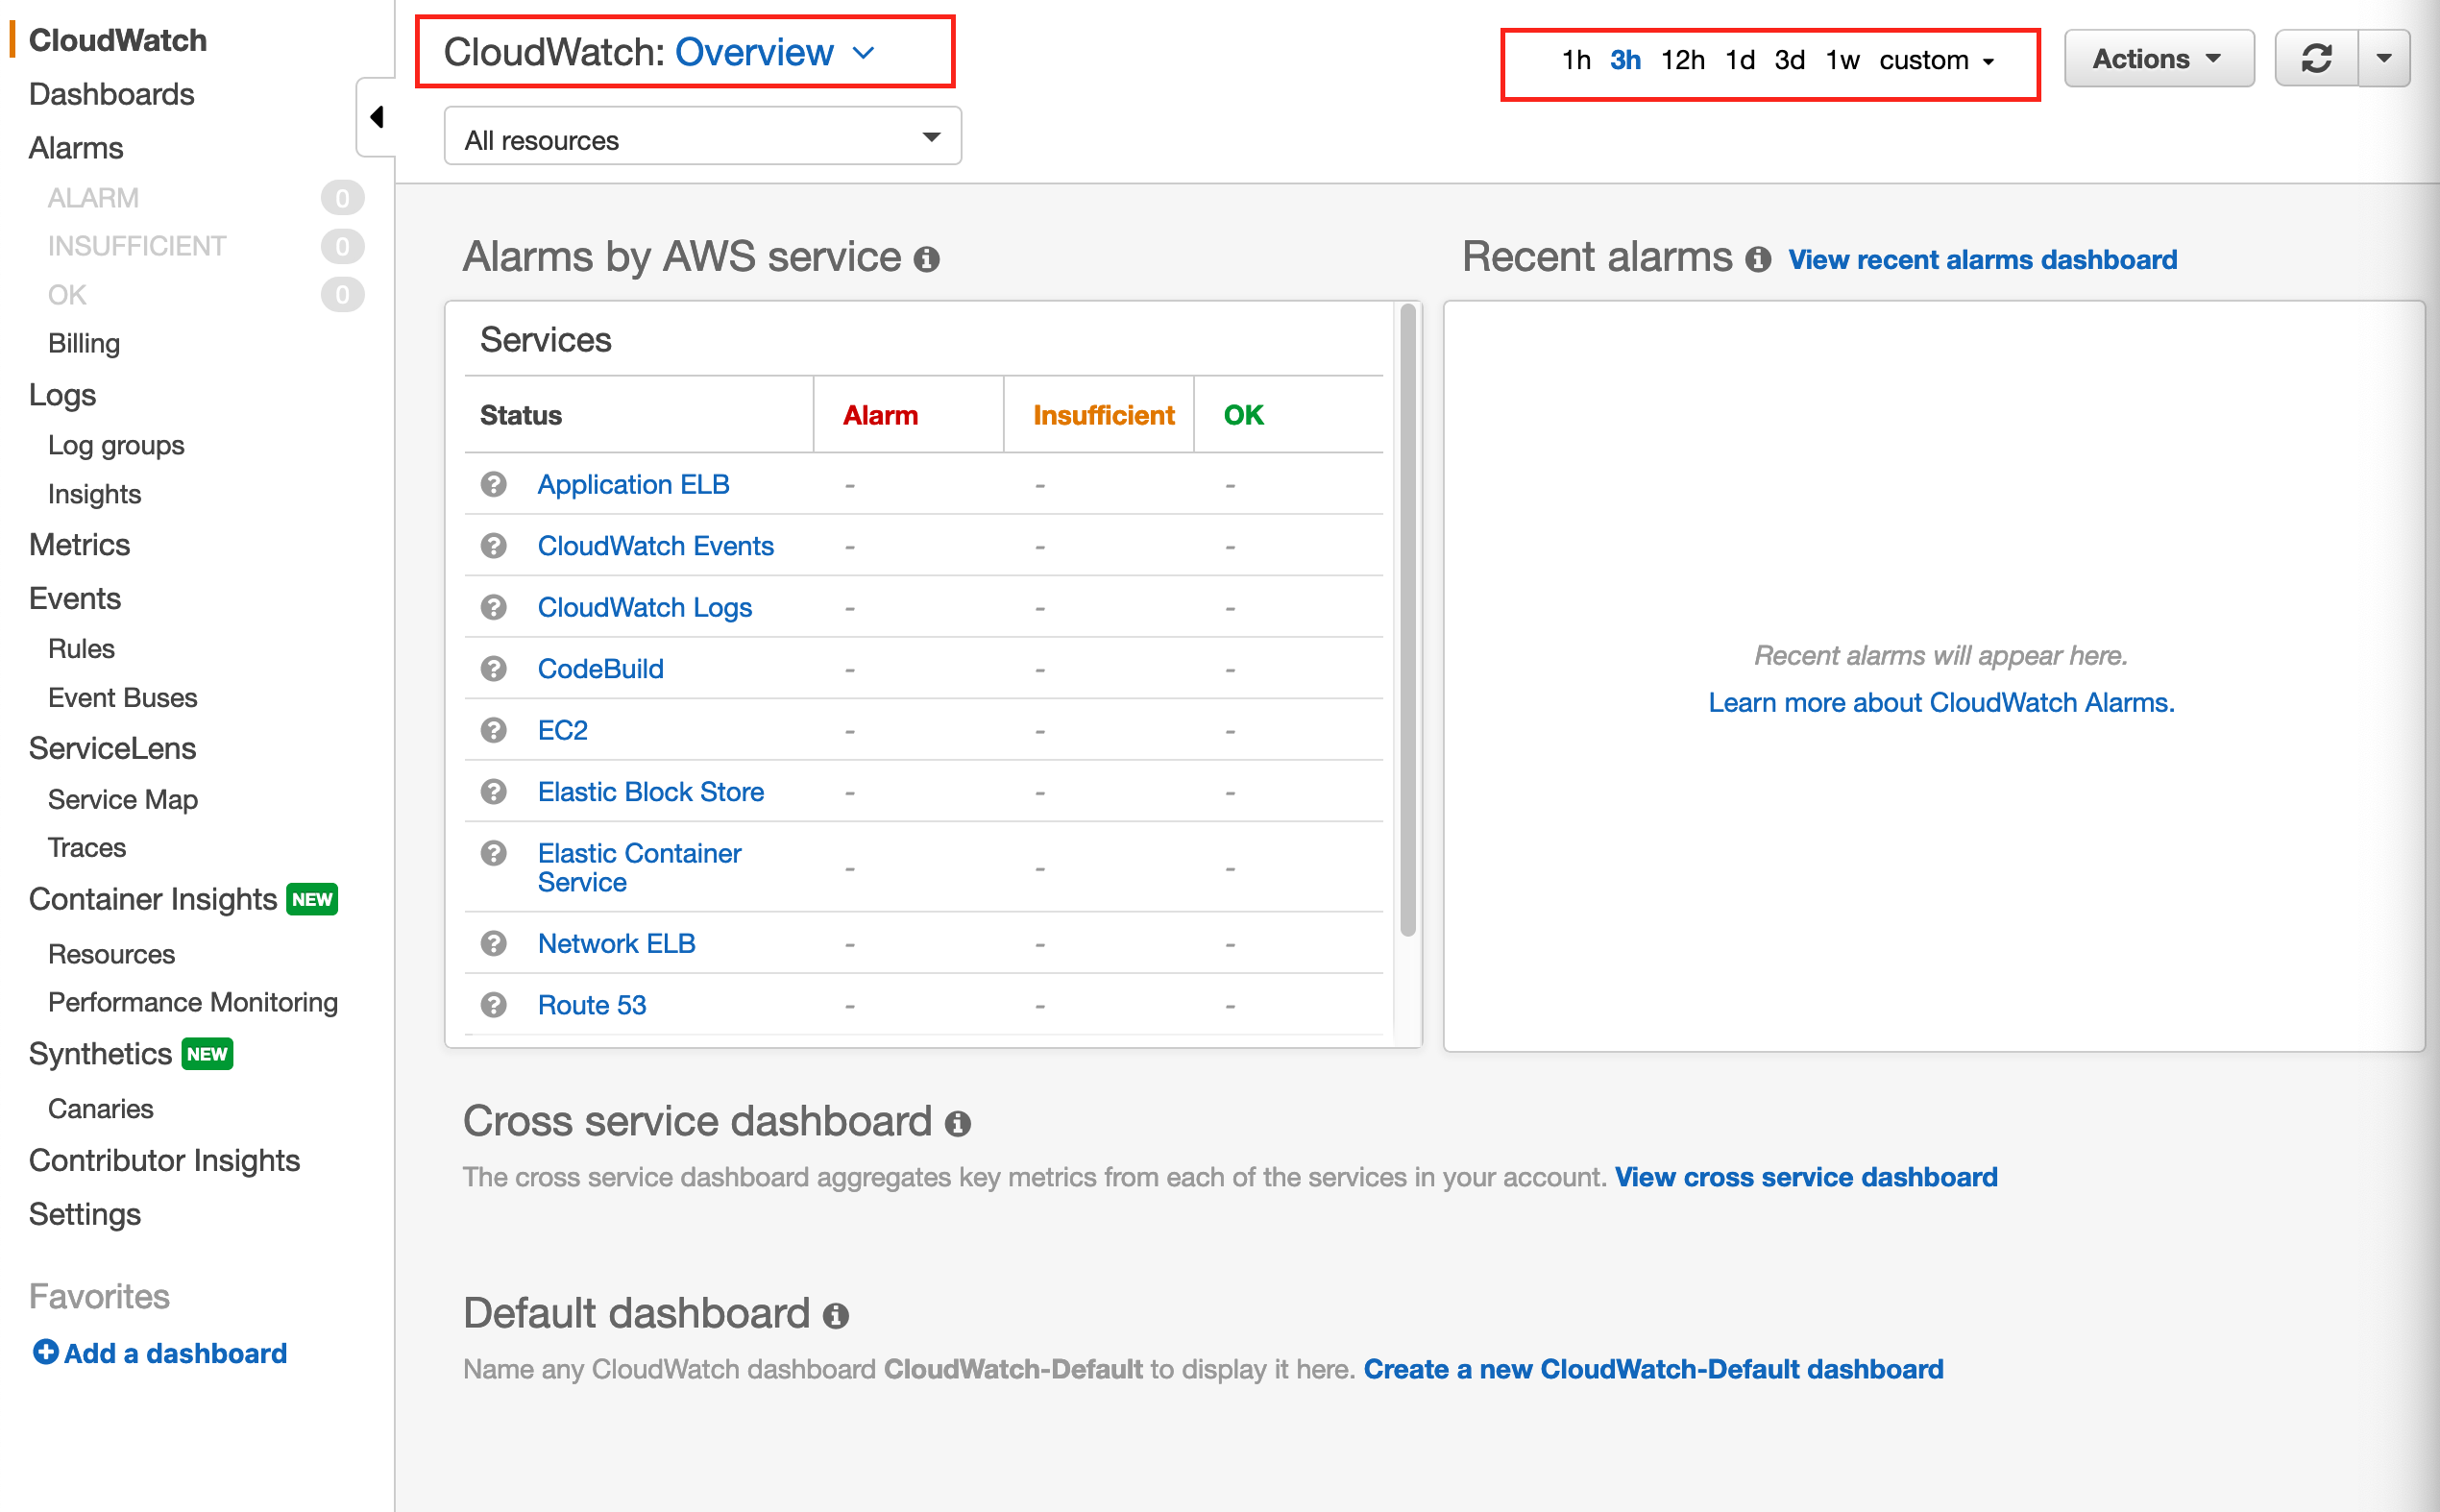 CloudWatch
Dashboards
Alarms
ALARM 0
INSUFFICIENT 0
OK 0
Billing
Logs
Log groups
Insights
Metrics
Events
Rules
Event Buses
ServiceLens
Service Map
Traces
Container Insights NEW
Resources
Performance Monitoring
Synthetics NEW
Canaries
Contributor Insights
Settings
Favorites
Add a dashboard
CloudWatch: Overview
1h 3h 12h 1d 3d 1w custom
Actions
All resources
Alarms by AWS service
Services
Status Alarm Insufficient OK
Application ELB - - -
CloudWatch Events - - -
CloudWatch Logs - - -
CodeBuild - - -
EC2 - - -
Elastic Block Store - - -
Elastic Container
Service - - -
Network ELB - - -
Route 53 - - -
Recent alarms View recent alarms dashboard
Recent alarms will appear here.
Learn more about CloudWatch Alarms.
Cross service dashboard
The cross service dashboard aggregates key metrics from each of the services in your account. View cross service dashboard
Default dashboard
Name any CloudWatch dashboard CloudWatch-Default to display it here. Create a new CloudWatch-Default dashboard